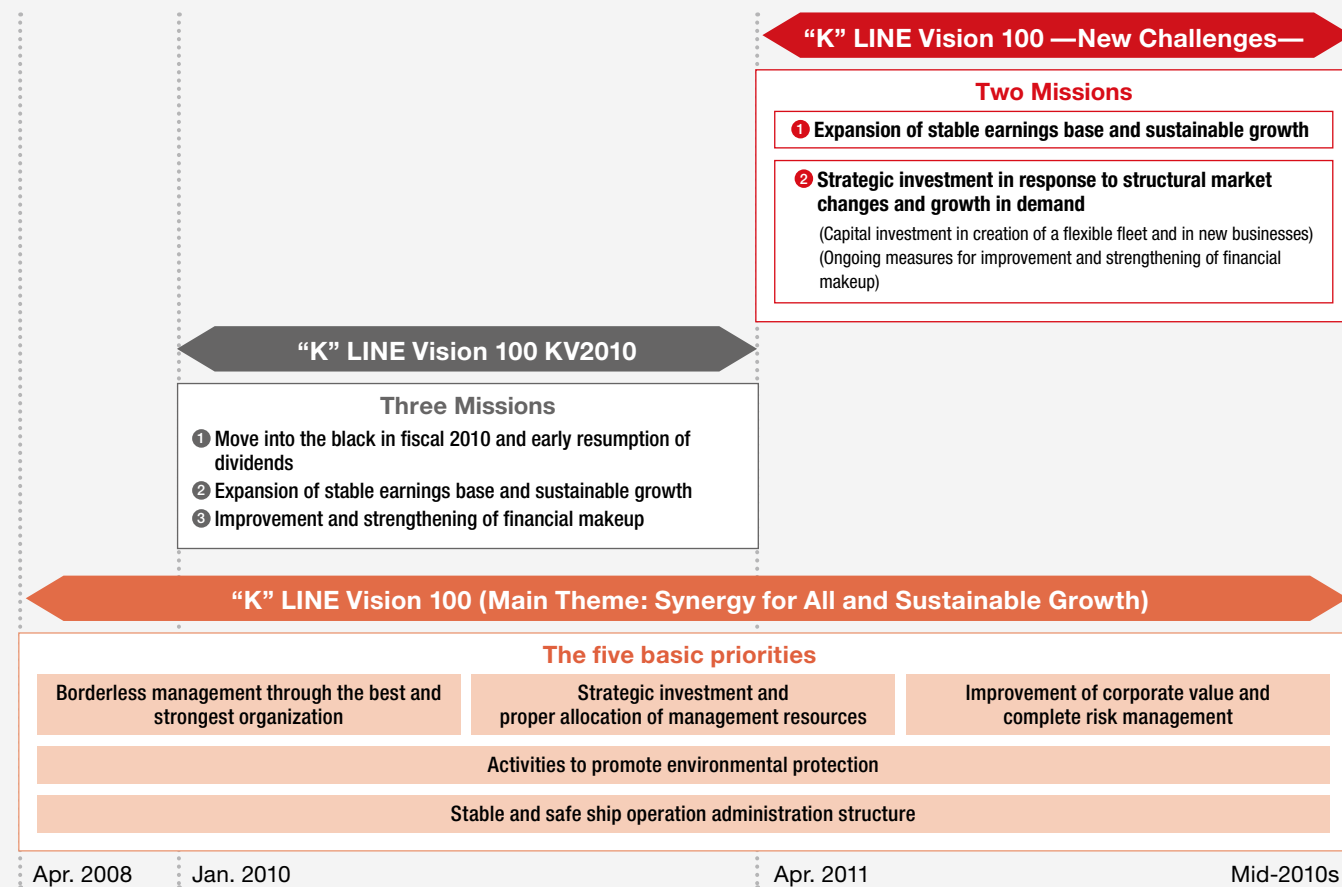 “K” LINE Vision 100 —New Challenges—
Two Missions
1 Expansion of stable earnings base and sustainable growth
2 Strategic investment in response to structural market
changes and growth in demand
(Capital investment in creation of a flexible fleet and in new businesses)
(Ongoing measures for improvement and strengthening of financial
makeup)
“K” LINE Vision 100 KV2010
Three Missions
1 Move into the black in fiscal 2010 and early resumption of
dividends
2 Expansion of stable earnings base and sustainable growth
3 Improvement and strengthening of financial makeup
“K” LINE Vision 100 (Main Theme: Synergy for All and Sustainable Growth)
The five basic priorities
Borderless management through the best and
strongest organization
Strategic investment and
proper allocation of management resources
Improvement of corporate value and
complete risk management
Activities to promote environmental protection
Stable and safe ship operation administration structure
Apr. 2008
Jan. 2010
Apr. 2011
Mid-2010s